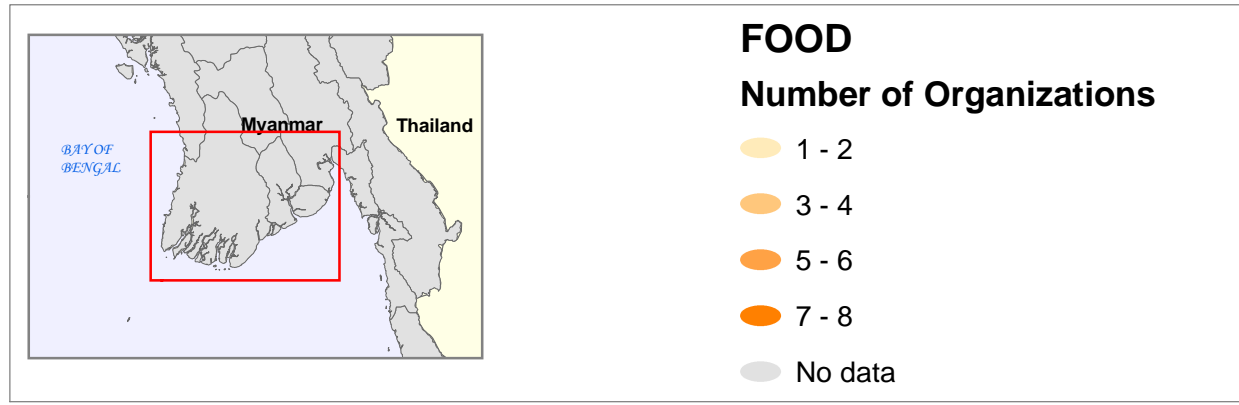 Myanmar
Thailand
BAY OF
BENGAL
FOOD
Number of Organizations
1 - 2
3 - 4
5 - 6
7 - 8
No data